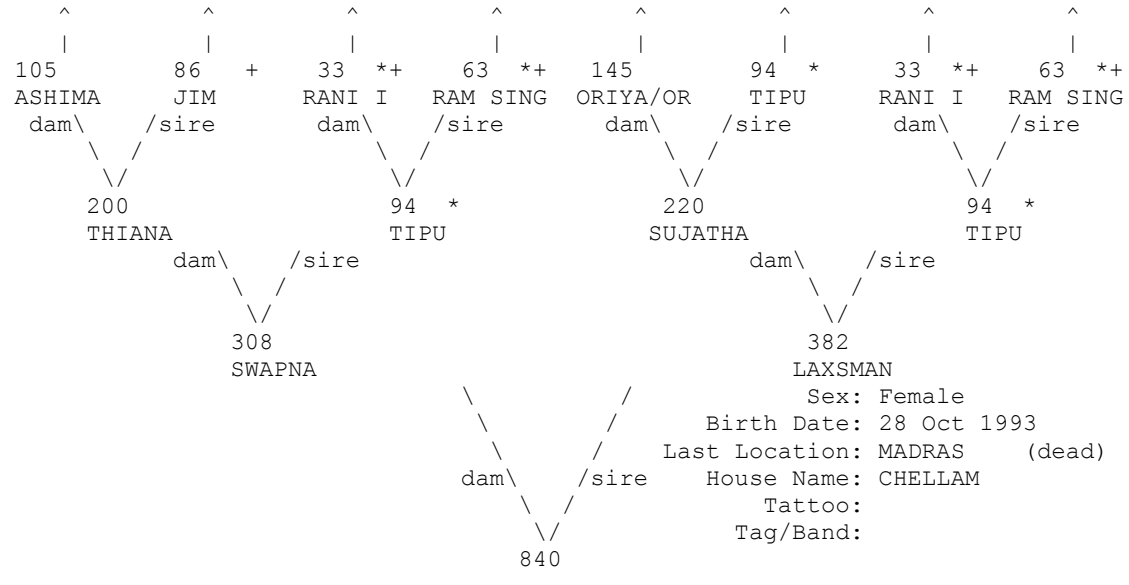 ^ ^ ^ ^ ^ ^ ^ ^
| | | | | | | |
105 86 + 33 *+ 63 *+ 145 94 * 33 *+ 63 *+
ASHIMA JIM RANI I RAM SING ORIYA/OR TIPU RANI I RAM SING
dam\ /sire dam\ /sire dam\ /sire dam\ /sire
\ / \ / \ / \ /
\/ \/ \/ \/
200 94 * 220 94 *
THIANA TIPU SUJATHA TIPU
dam\ /sire dam\ /sire
\ / \ /
\/ \/
308 382
SWAPNA LAXSMAN
\ / Sex: Female
\ / Birth Date: 28 Oct 1993
\ / Last Location: MADRAS (dead)
dam\ /sire House Name: CHELLAM
\ / Tattoo:
\/ Tag/Band:
840